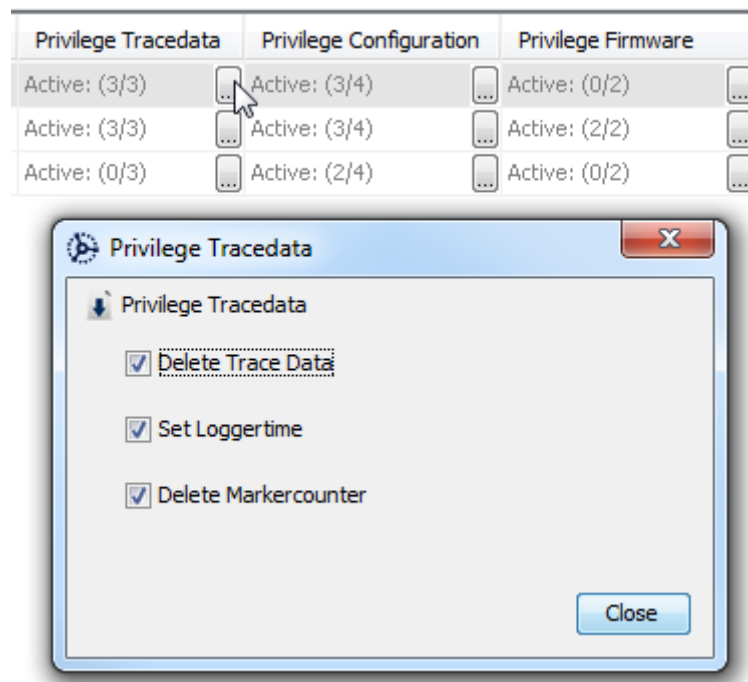 Privilege Tracedata Privilege Configuration Privilege Firmware
Active: (3/3) ... Active: (3/4) ... Active: (0/2) ...
Active: (3/3) ... Active: (3/4) ... Active: (2/2) ...
Active: (0/3) ... Active: (2/4) ... Active: (0/2) ...
Privilege Tracedata
Privilege Tracedata
Delete Trace Data
Set Loggertime
Delete Markercounter
Close